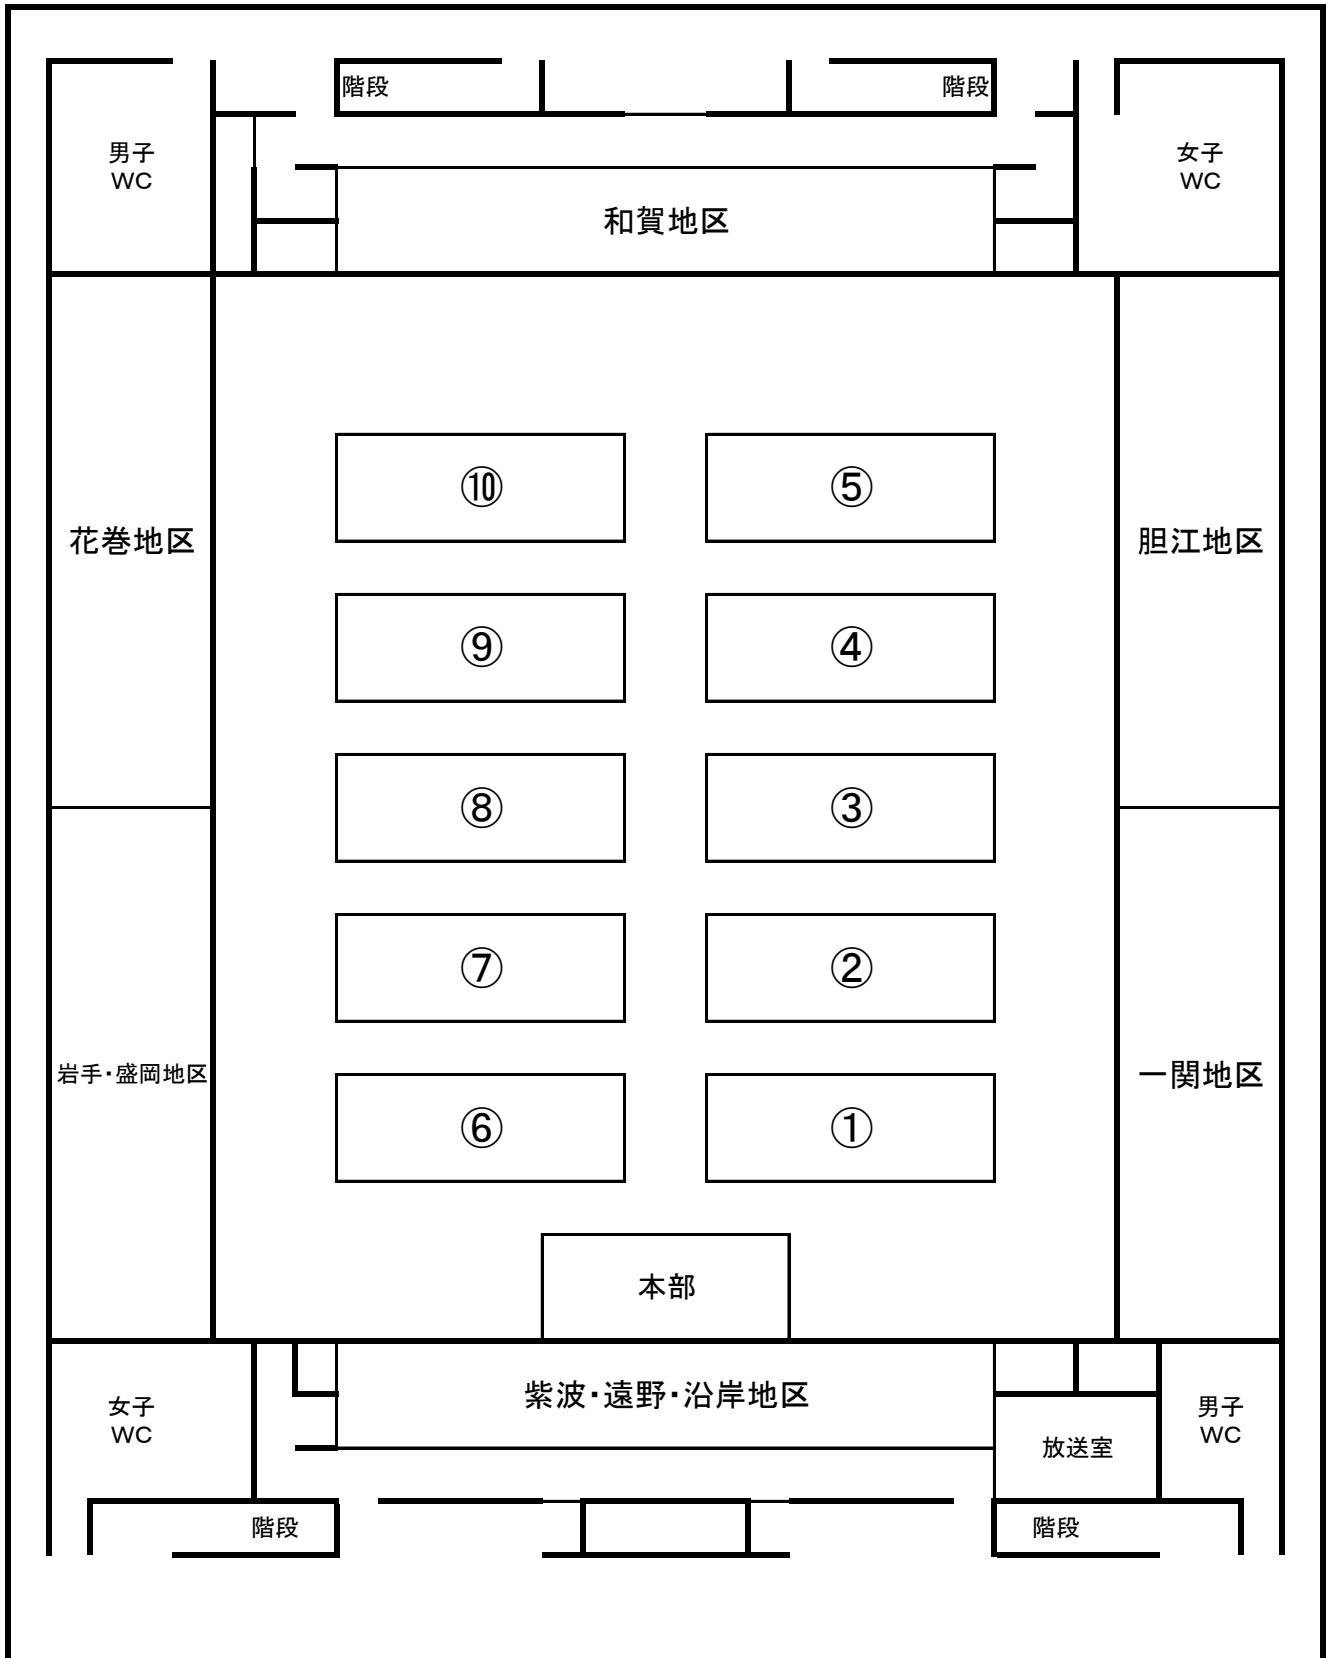 階段
階段
男子
WC
女子
WC
和賀地区
⑩
⑤
花巻地区
胆江地区
⑨
④
⑧
③
⑦
②
岩手・盛岡地区
一関地区
⑥
①
本部
紫波・遠野・沿岸地区
女子
WC
放送室
男子
WC
階段
階段